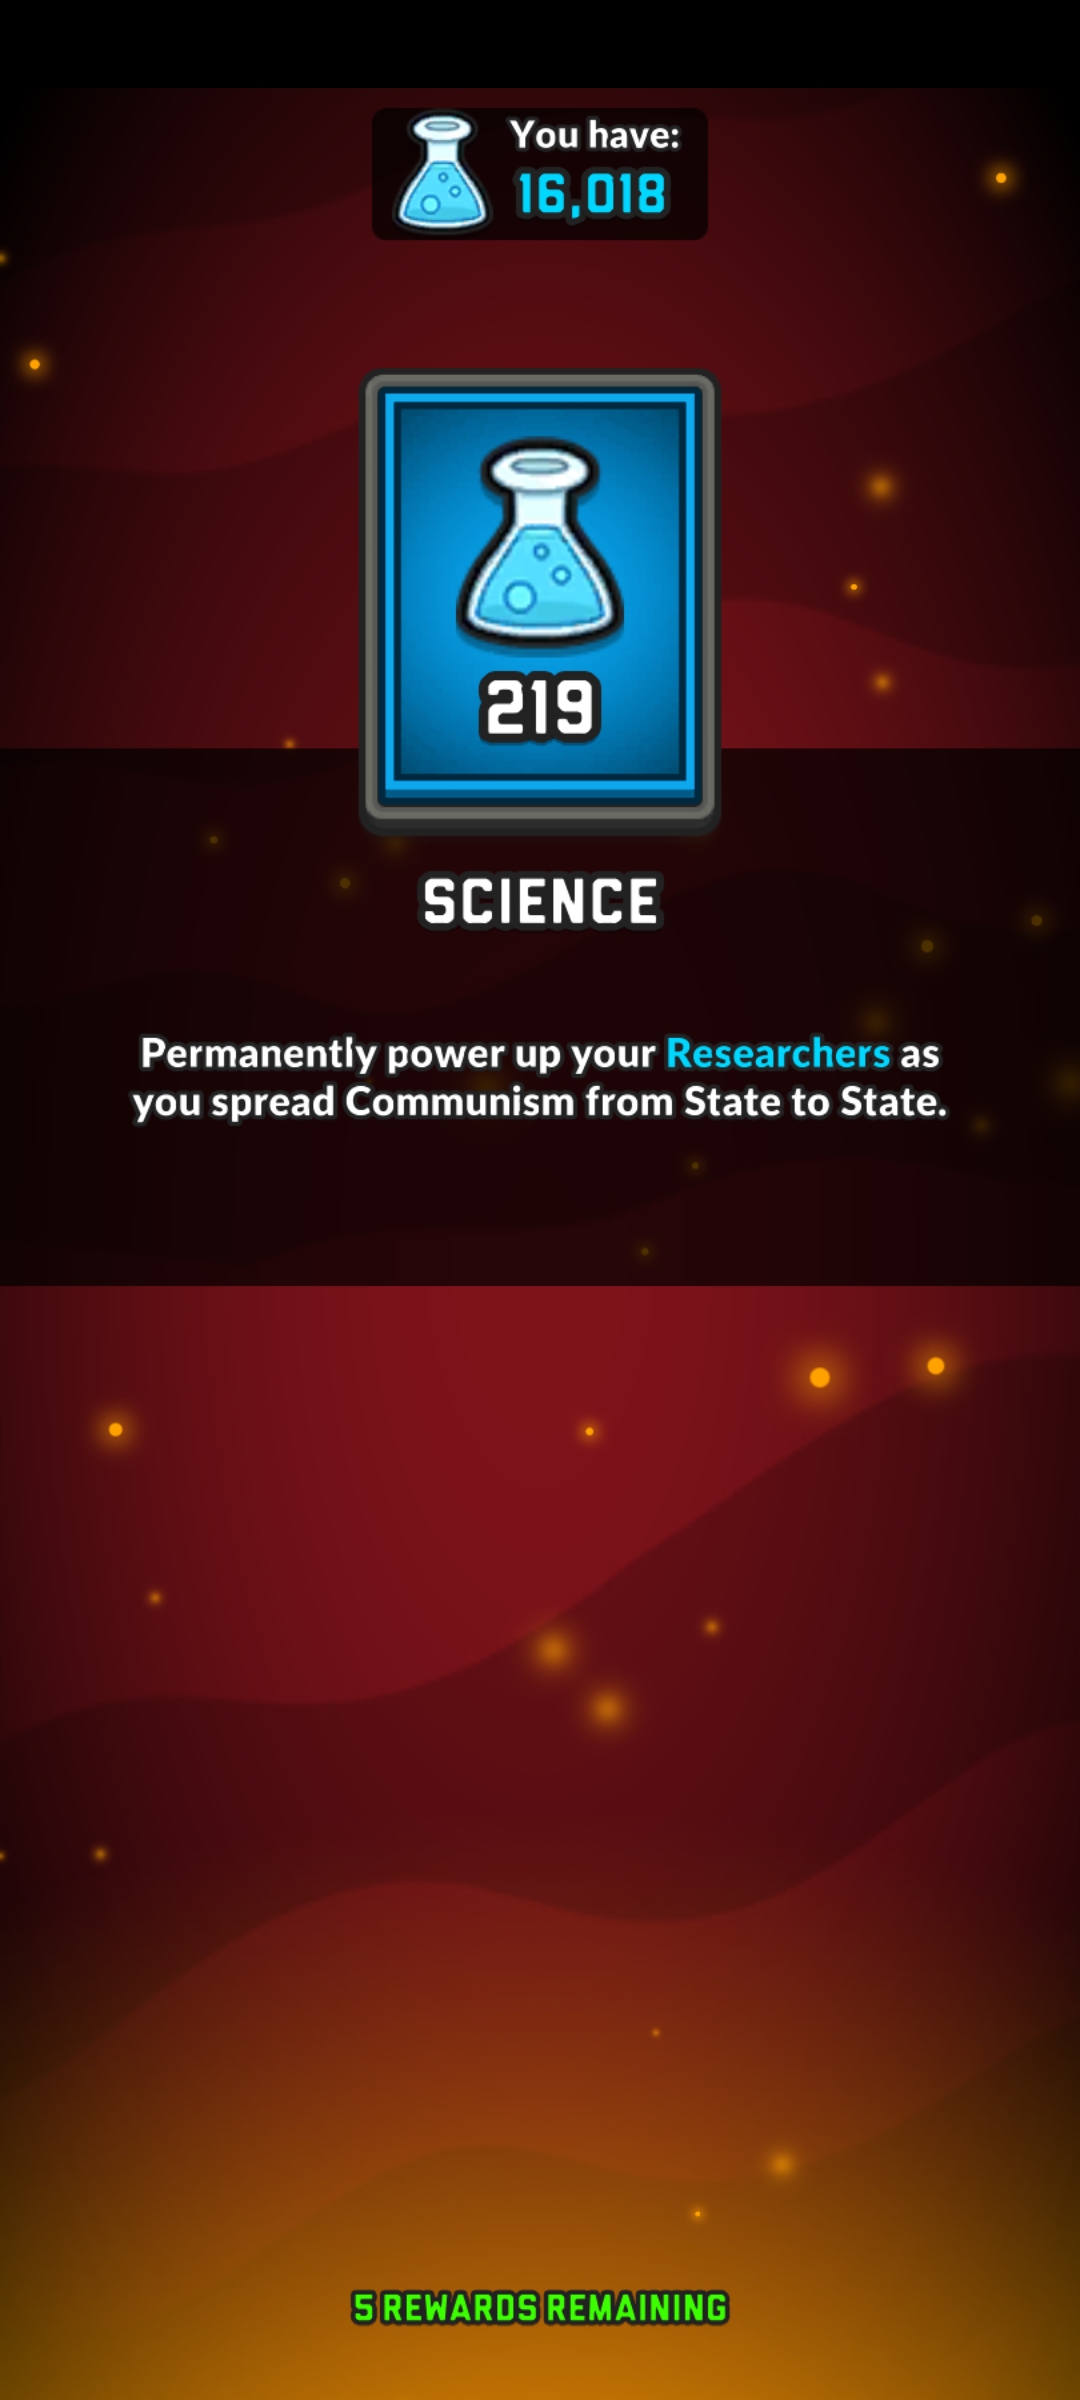 You have:
16,018
219
SCIENCE
Permanently power up your Researchers as
you spread Communism from State to State.
5 REWARDS REMAINING